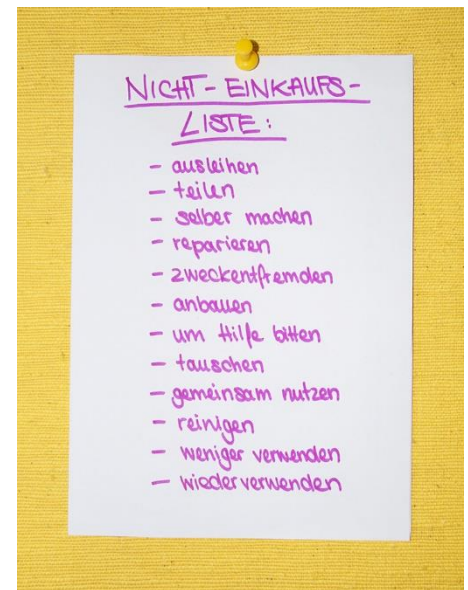 NICHT-EINKAUFS-
LISTE:
- ausleihen
- teilen
- selber machen
- reparieren
- zweckentfremden
- anbauen
- um Hilfe bitten
- tauschen
- gemeinsam nutzen
- reinigen
- weniger verwenden
- wiederverwenden